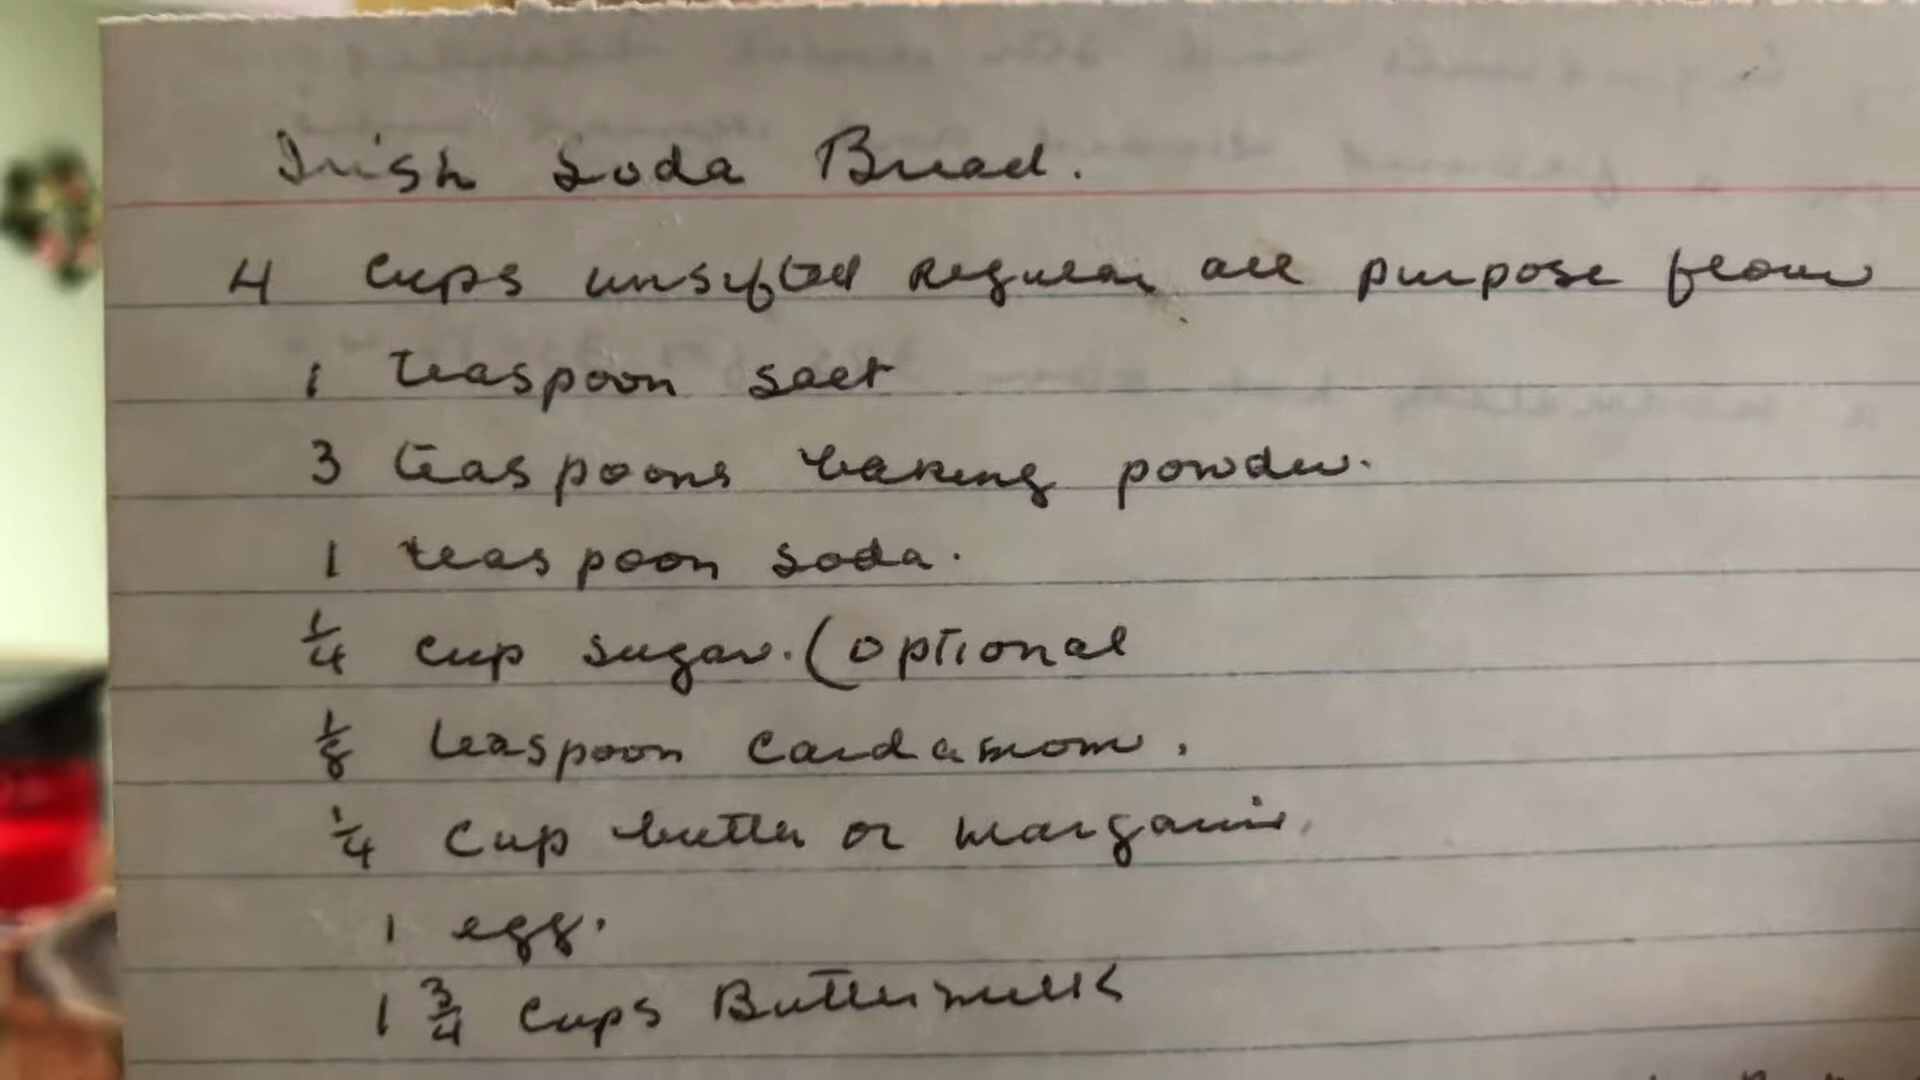 Irish Soda Bread.
4 cups unsifted regular all purpose flour
1 teaspoon salt
3 teaspoons baking powder.
1 teaspoon soda.
1/4 cup sugar. (optional
1/8 teaspoon cardamom.
1/4 cup butter or margarine,
1 egg.
1 3/4 cups Buttermilk